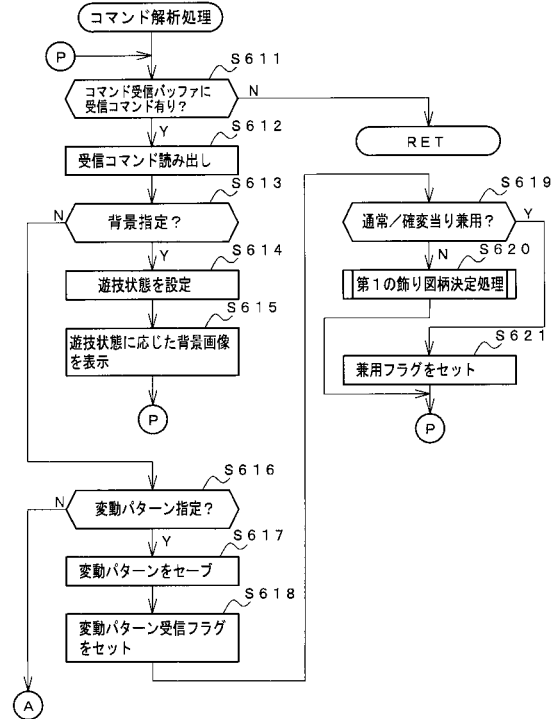 コマンド解析処理
P
S611
コマンド受信バッファに
受信コマンド有り?
N
Y
RET
S612
受信コマンド読み出し
S613
背景指定?
N
Y
S614
遊技状態を設定
S615
遊技状態に応じた背景画像
を表示
P
S616
変動パターン指定?
N
Y
S617
変動パターンをセーブ
S618
変動パターン受信フラグ
をセット
A
S619
通常/確変当り兼用?
Y
N
S620
第1の飾り図柄決定処理
S621
兼用フラグをセット
P